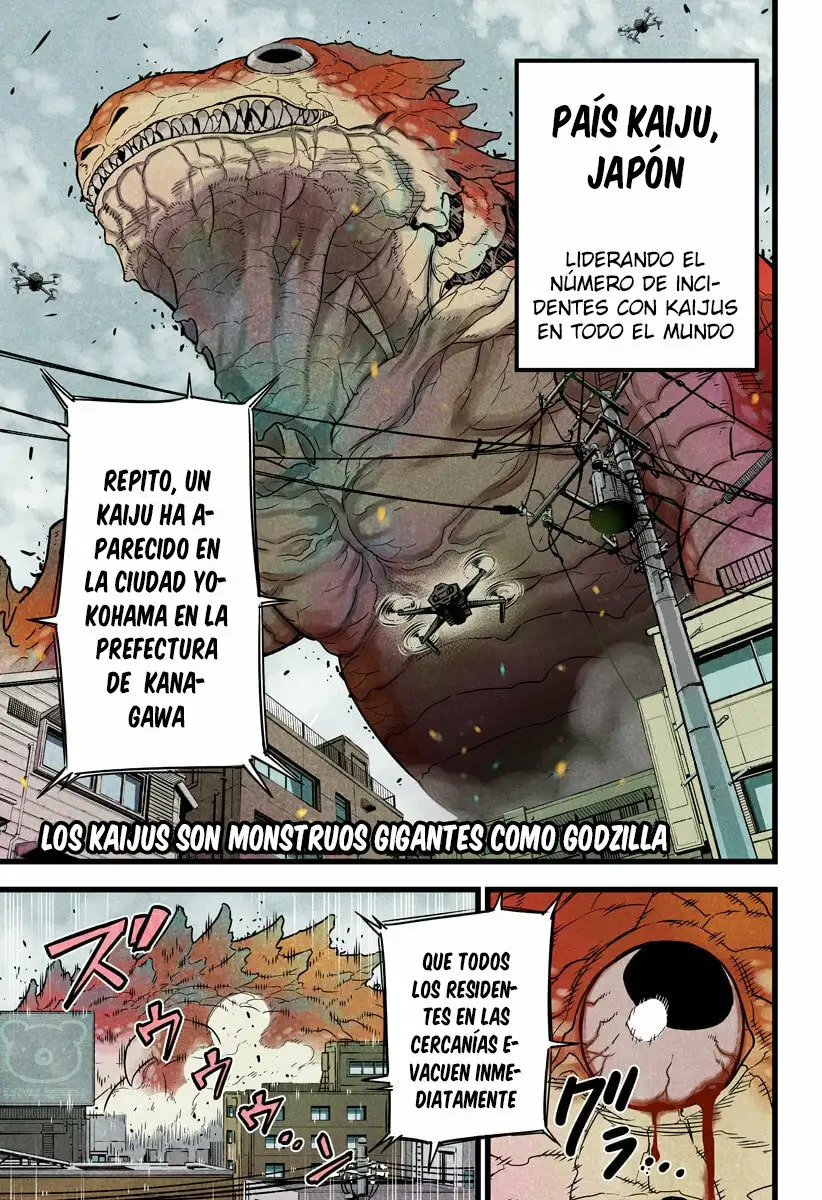 PAÍS KAIJU,
JAPÓN
LIDERANDO EL
NÚMERO DE INCI-
DENTES CON KAIJUS
EN TODO EL MUNDO
REPITO, UN
KAIJU HA A-
PARECIDO EN
LA CIUDAD YO-
KOHAMA EN LA
PREFECTURA
DE KANA-
GAWA
LOS KAIJUS SON MONSTRUOS GIGANTES COMO GODZILLA
ズゥゥゥ...ン
QUE TODOS
LOS RESIDEN-
TES EN LAS
CERCANÍAS E-
VACUEN INME-
DIATAMENTE
グラ...